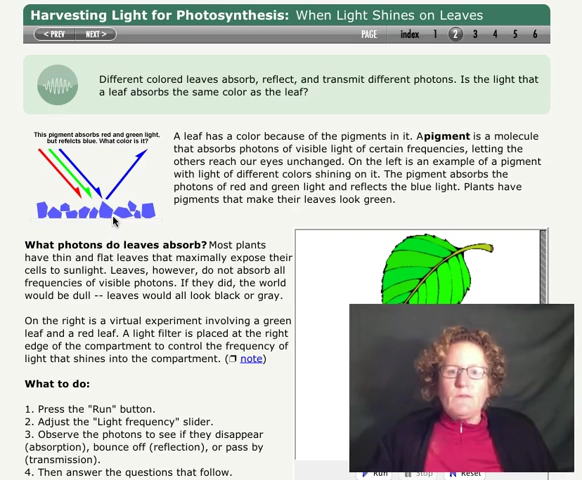 Harvesting Light for Photosynthesis: When Light Shines on Leaves
< PREV NEXT > PAGE index 1 2 3 4 5 6
Different colored leaves absorb, reflect, and transmit different photons. Is the light that
a leaf absorbs the same color as the leaf?
This pigment absorbs red and green light,
but refelcts blue. What color is it?
A leaf has a color because of the pigments in it. A pigment is a molecule
that absorbs photons of visible light of certain frequencies, letting the
others reach our eyes unchanged. On the left is an example of a pigment
with light of different colors shining on it. The pigment absorbs the
photons of red and green light and reflects the blue light. Plants have
pigments that make their leaves look green.
What photons do leaves absorb? Most plants
have thin and flat leaves that maximally expose their
cells to sunlight. Leaves, however, do not absorb all
frequencies of visible photons. If they did, the world
would be dull -- leaves would all look black or gray.
On the right is a virtual experiment involving a green
leaf and a red leaf. A light filter is placed at the right
edge of the compartment to control the frequency of
light that shines into the compartment. ( note)
What to do:
1. Press the "Run" button.
2. Adjust the "Light frequency" slider.
3. Observe the photons to see if they disappear
(absorption), bounce off (reflection), or pass by
(transmission).
4. Then answer the questions that follow.
Run Stop Reset